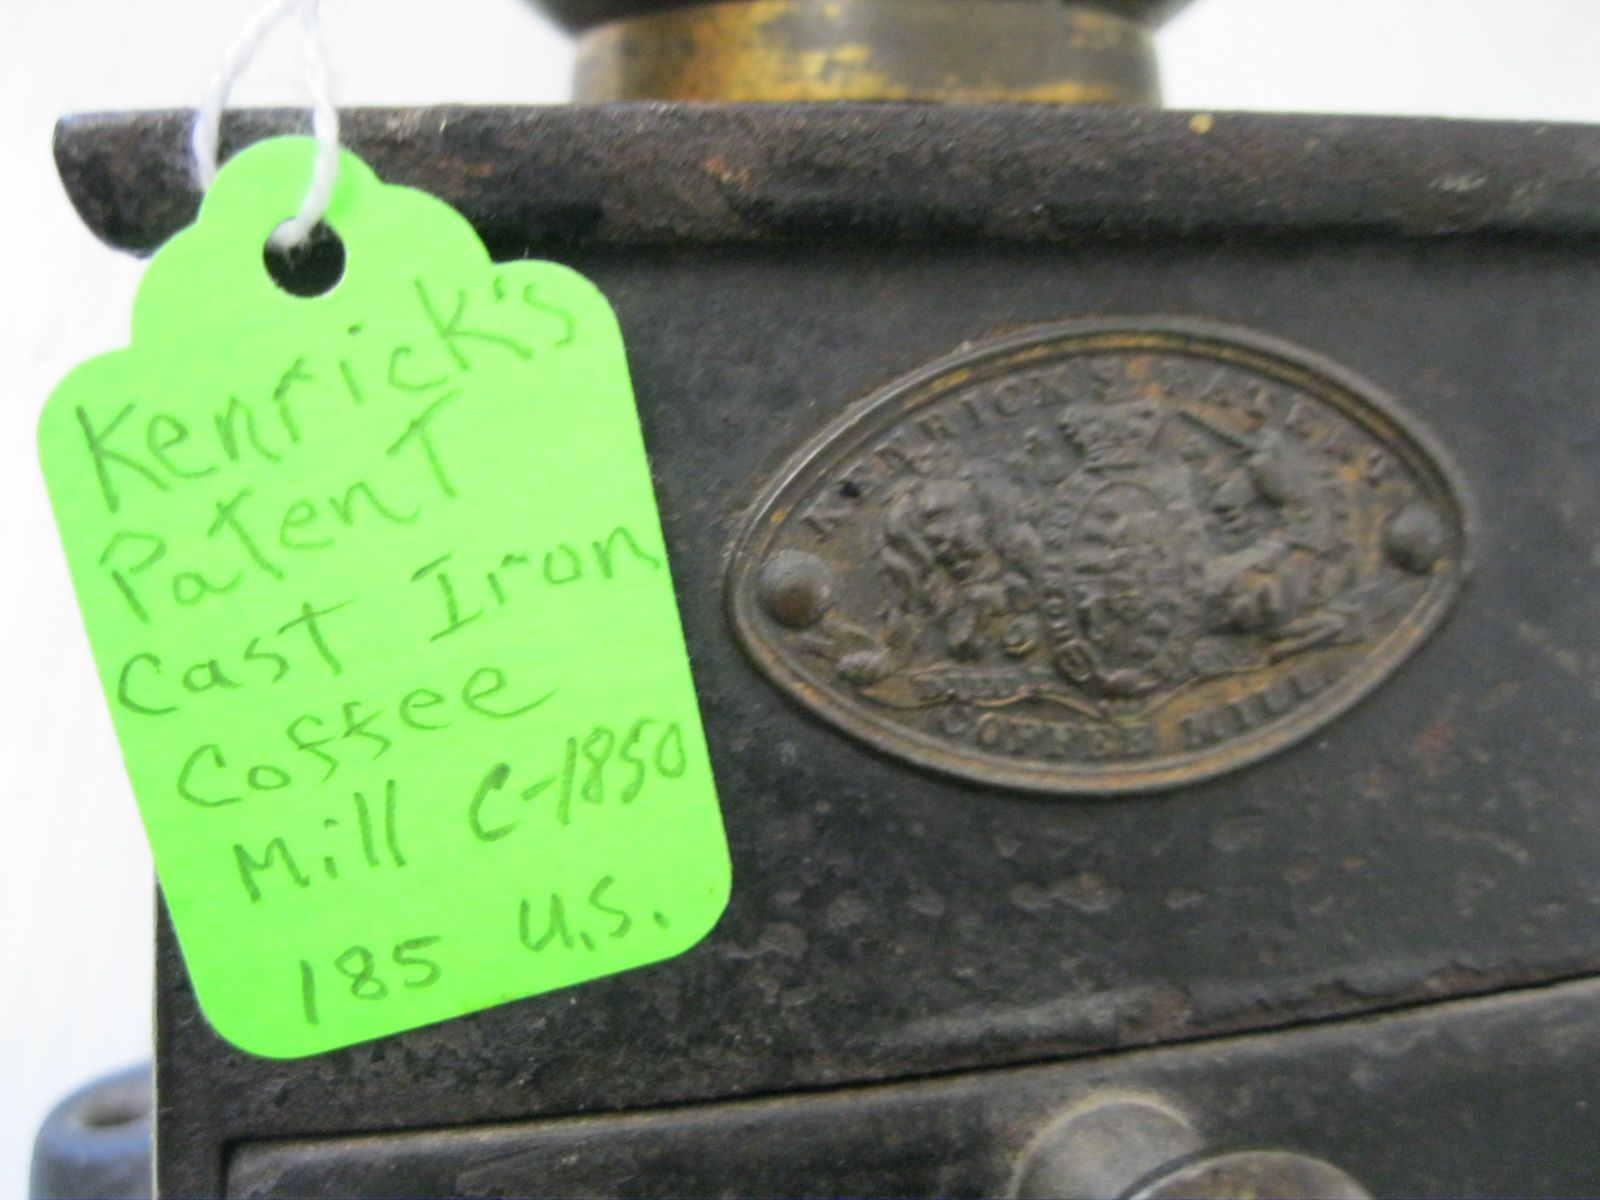 Kenrick's
Patent
Cast Iron
Coffee
Mill C-1850
185 U.S.
KENRICK'S PATENT
COFFEE MILL